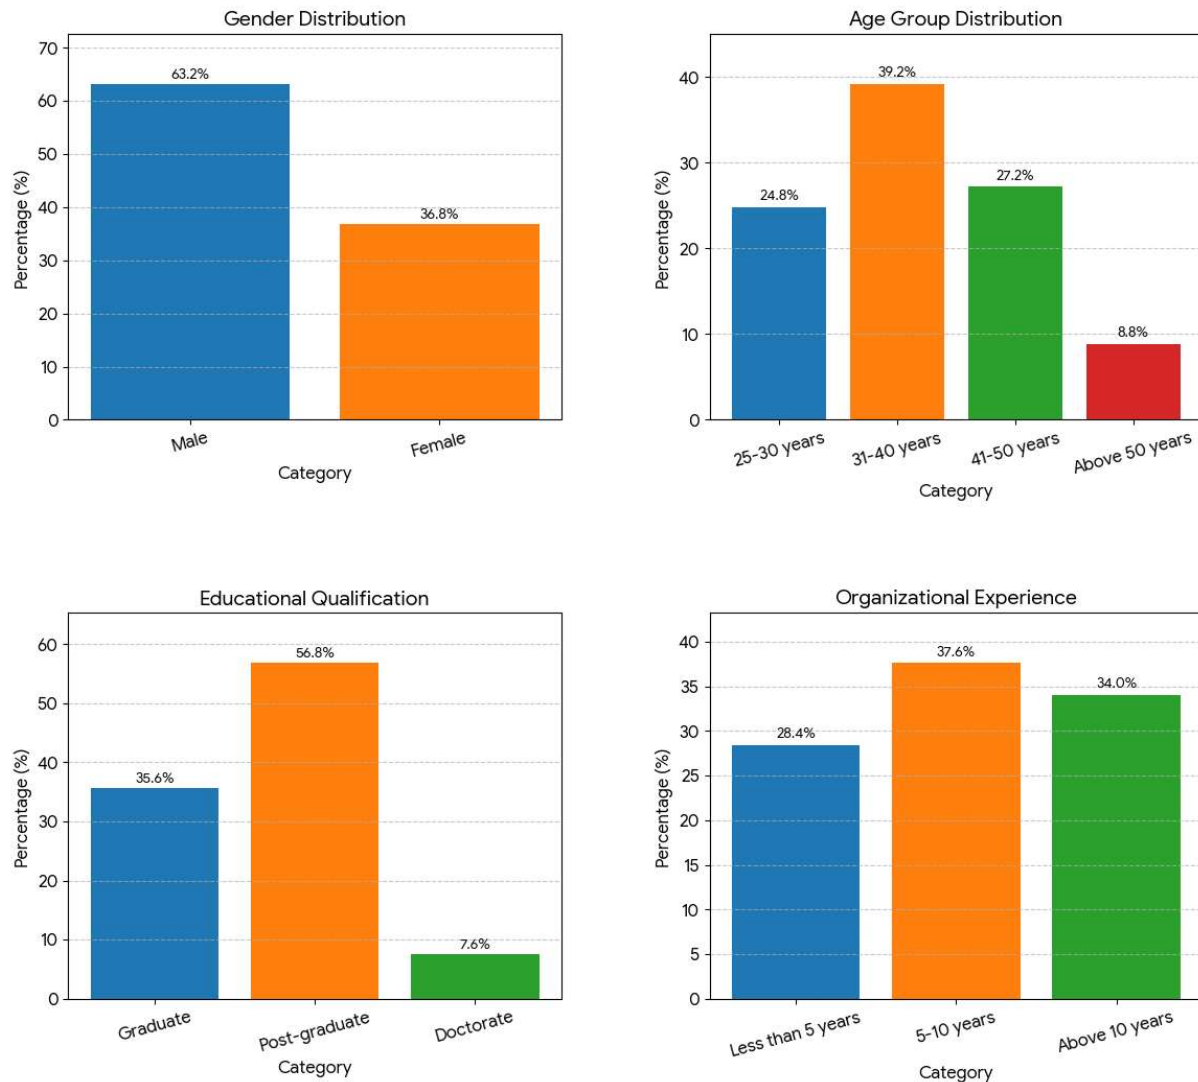 Gender Distribution
Percentage (%)
70
60
50
40
30
20
10
0
63.2%
36.8%
Male
Female
Category
Age Group Distribution
Percentage (%)
40
30
20
10
0
24.8%
39.2%
27.2%
8.8%
25-30 years
31-40 years
41-50 years
Above 50 years
Category
Educational Qualification
Percentage (%)
60
50
40
30
20
10
0
35.6%
56.8%
7.6%
Graduate
Post-graduate
Doctorate
Category
Organizational Experience
Percentage (%)
40
35
30
25
20
15
10
5
0
28.4%
37.6%
34.0%
Less than 5 years
5-10 years
Above 10 years
Category